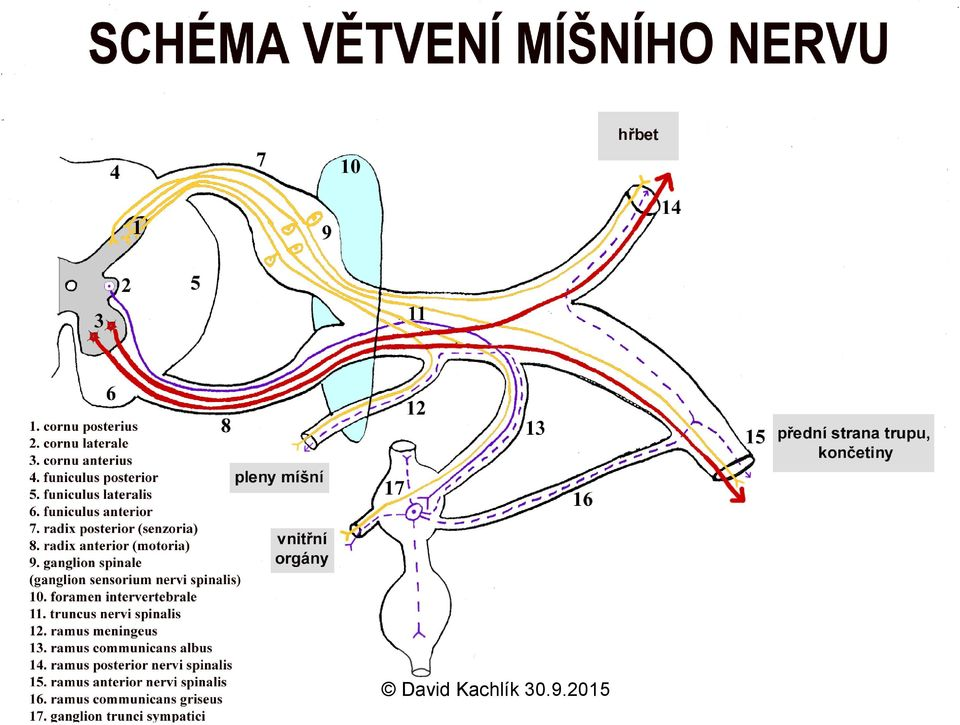 SCHÉMA VĚTVENÍ MÍŠNÍHO NERVU
hřbet
7
4
10
14
1
9
2
5
3
11
6
12
8
13
15
přední strana trupu,
končetiny
pleny míšní
17
16
vnitřní
orgány
1. cornu posterius
2. cornu laterale
3. cornu anterius
4. funiculus posterior
5. funiculus lateralis
6. funiculus anterior
7. radix posterior (senzoria)
8. radix anterior (motoria)
9. ganglion spinale
(ganglion sensorium nervi spinalis)
10. foramen intervertebrale
11. truncus nervi spinalis
12. ramus meningeus
13. ramus communicans albus
14. ramus posterior nervi spinalis
15. ramus anterior nervi spinalis
16. ramus communicans griseus
17. ganglion trunci sympatici
© David Kachlík 30.9.2015